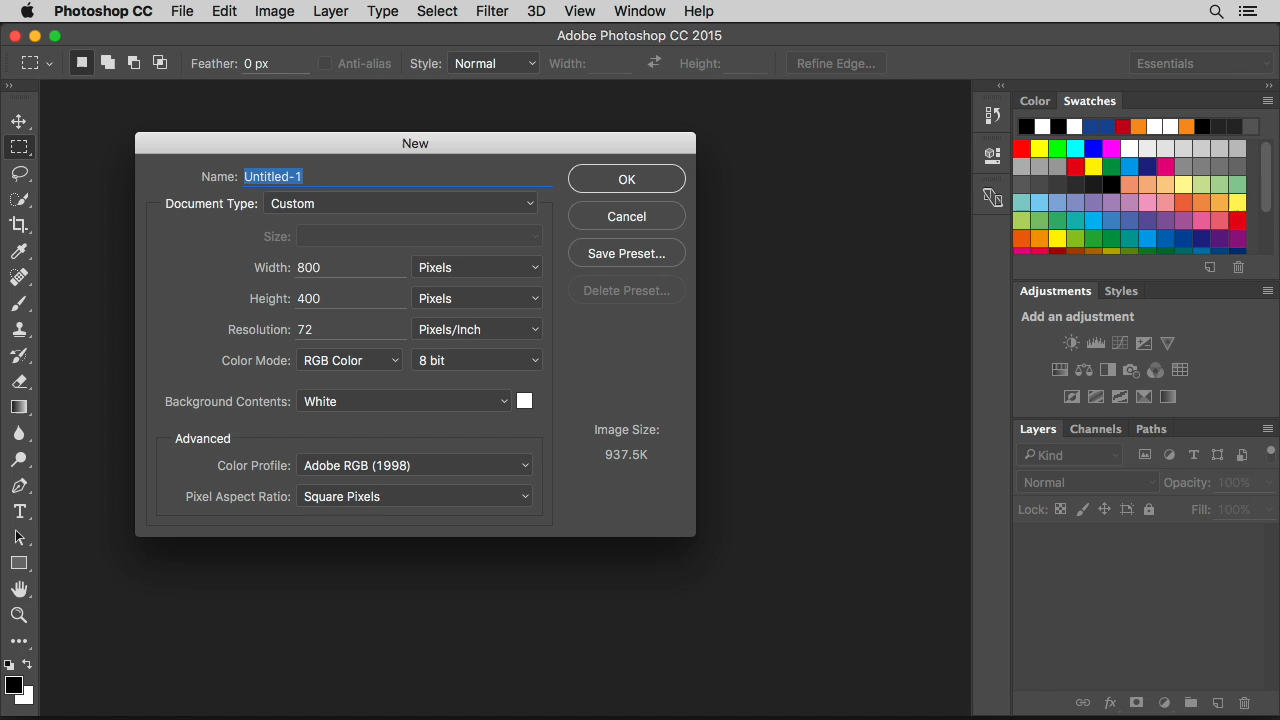 Photoshop CC File Edit Image Layer Type Select Filter 3D View Window Help
Adobe Photoshop CC 2015
Feather: 0 px Anti-alias Style: Normal Width: Height: Refine Edge... Essentials
Color Swatches
New
Name: Untitled-1
OK
Document Type: Custom
Cancel
Size:
Save Preset...
Width: 800 Pixels
Delete Preset...
Height: 400 Pixels
Resolution: 72 Pixels/Inch
Color Mode: RGB Color 8 bit
Background Contents: White
Image Size:
937.5K
Advanced
Color Profile: Adobe RGB (1998)
Pixel Aspect Ratio: Square Pixels
Adjustments Styles
Add an adjustment
Layers Channels Paths
Kind
Normal Opacity: 100%
Lock: Fill: 100%
fx